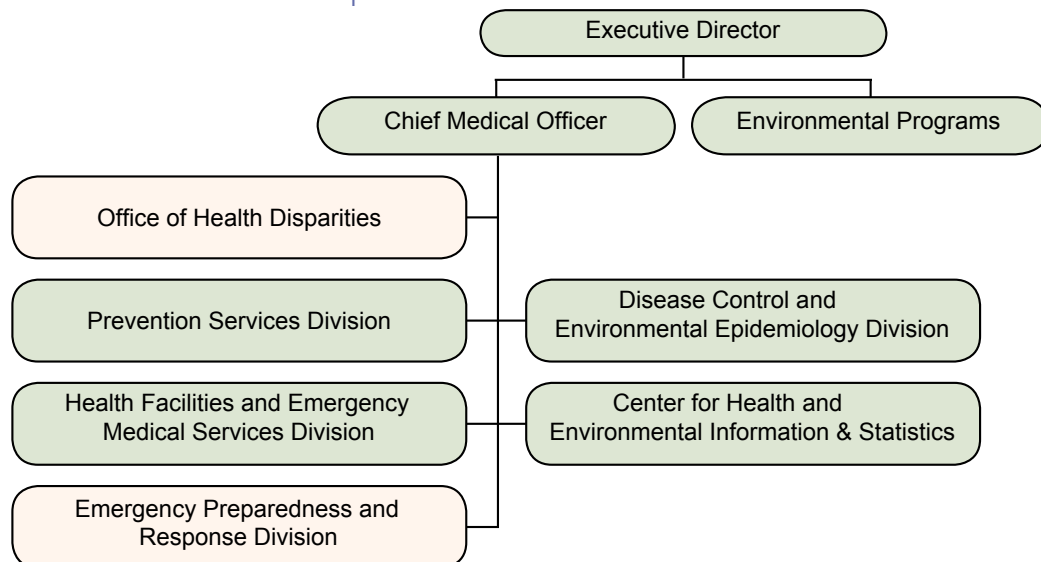 Executive Director
Chief Medical Officer
Environmental Programs
Office of Health Disparities
Prevention Services Division
Disease Control and
Environmental Epidemiology Division
Health Facilities and Emergency
Medical Services Division
Center for Health and
Environmental Information & Statistics
Emergency Preparedness and
Response Division